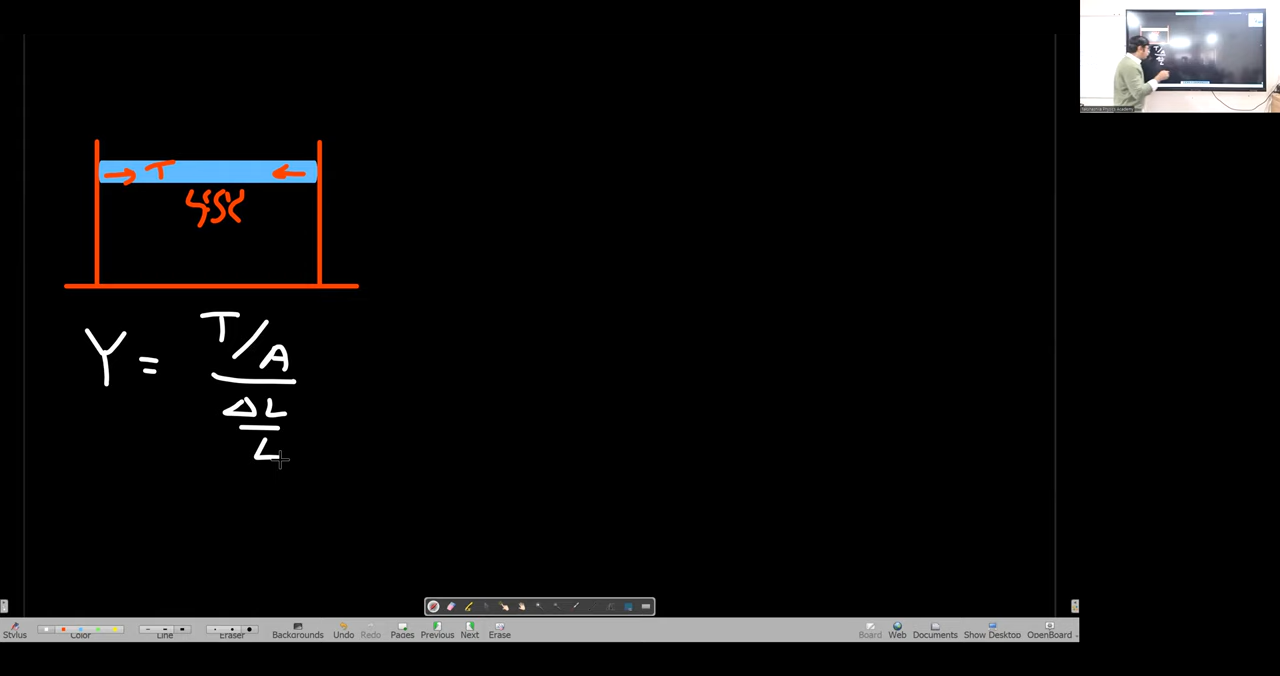 T
Y = T/A
ΔL
L
Stylus
Color
Line
Eraser
Backgrounds
Undo
Redo
Pages
Previous
Next
Erase
Board
Web
Documents
Show Desktop
OpenBoard